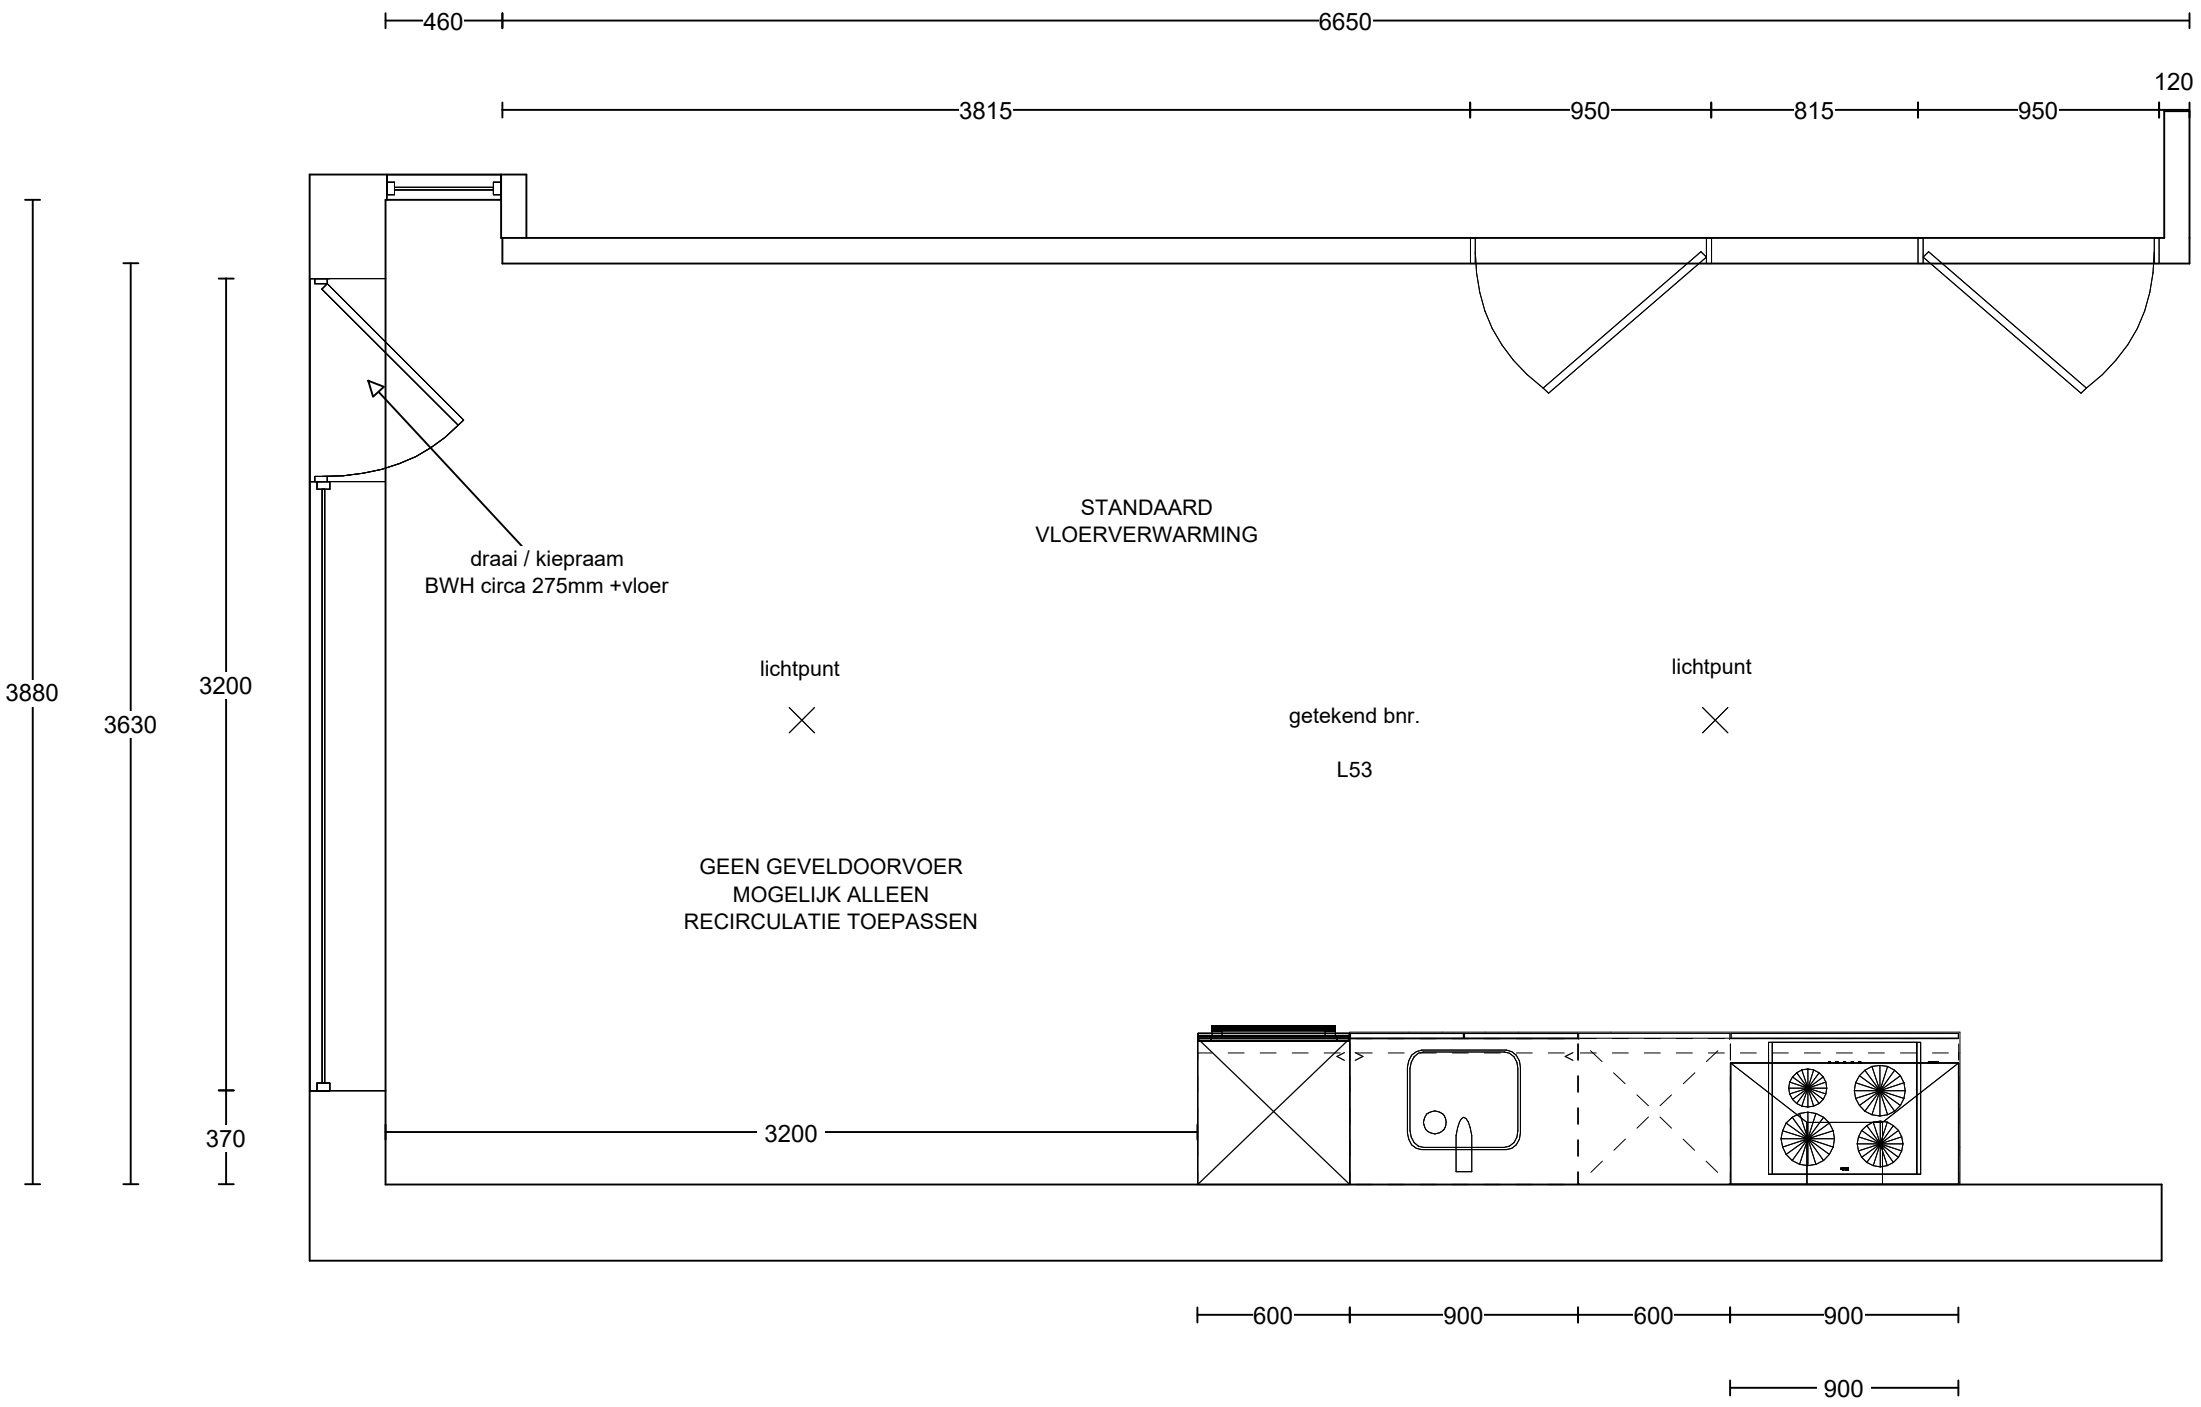 460
6650
120
3815
950
815
950
STANDAARD
VLOERVERWARMING
draai / kiepraam
BWH circa 275mm +vloer
lichtpunt
lichtpunt
3880
3630
3200
getekend bnr.
L53
GEEN GEVELDOORVOER
MOGELIJK ALLEEN
RECIRCULATIE TOEPASSEN
370
3200
600
900
600
900
900